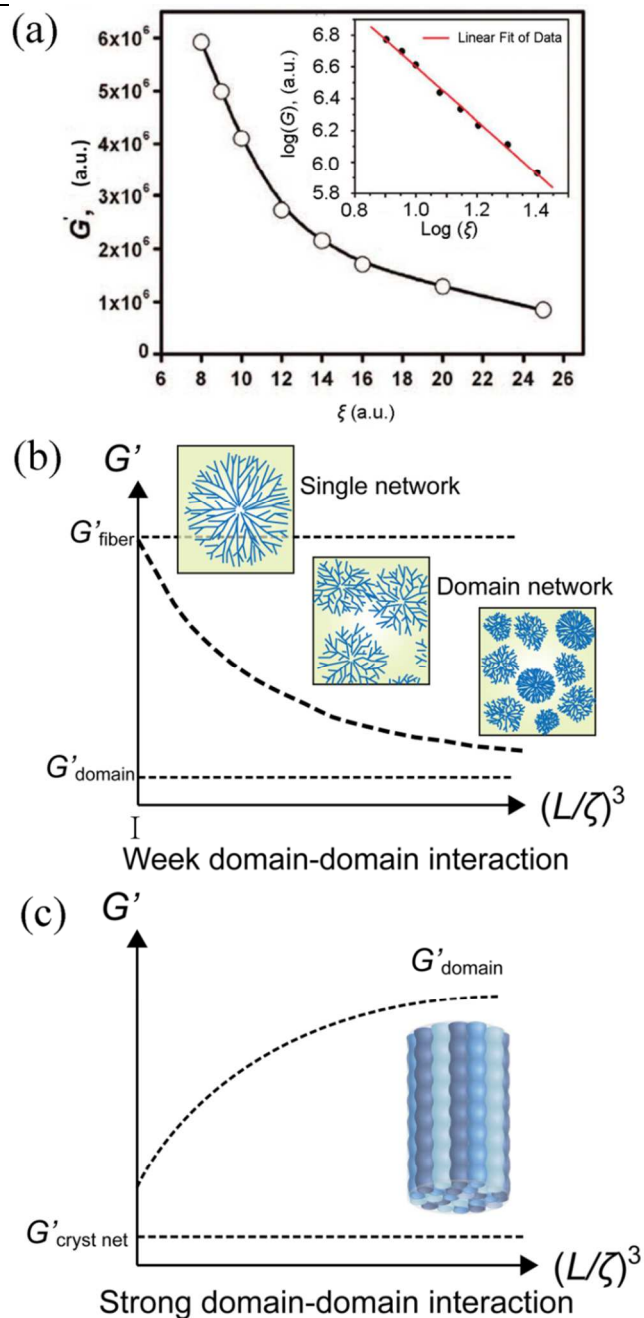 (a)
6x10⁶
5x10⁶
4x10⁶
3x10⁶
2x10⁶
1x10⁶
0
G', (a.u.)
6 8 10 12 14 16 18 20 22 24 26
ξ (a.u.)
6.8
6.6
6.4
6.2
6.0
5.8
log(G), (a.u.)
Linear Fit of Data
0.8 1.0 1.2 1.4
Log (ξ)
(b)
G'
Single network
G'fiber
Domain network
G'domain
(L/ζ)³
I
Week domain-domain interaction
(c)
G'
G'domain
G'cryst net
(L/ζ)³
Strong domain-domain interaction